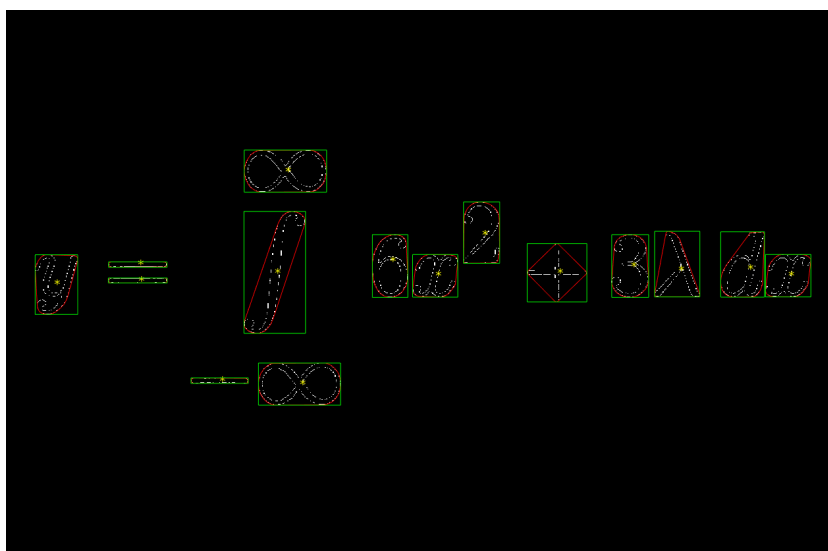 y = ∫_{-∞}^{∞} 6x² + 3λ dx